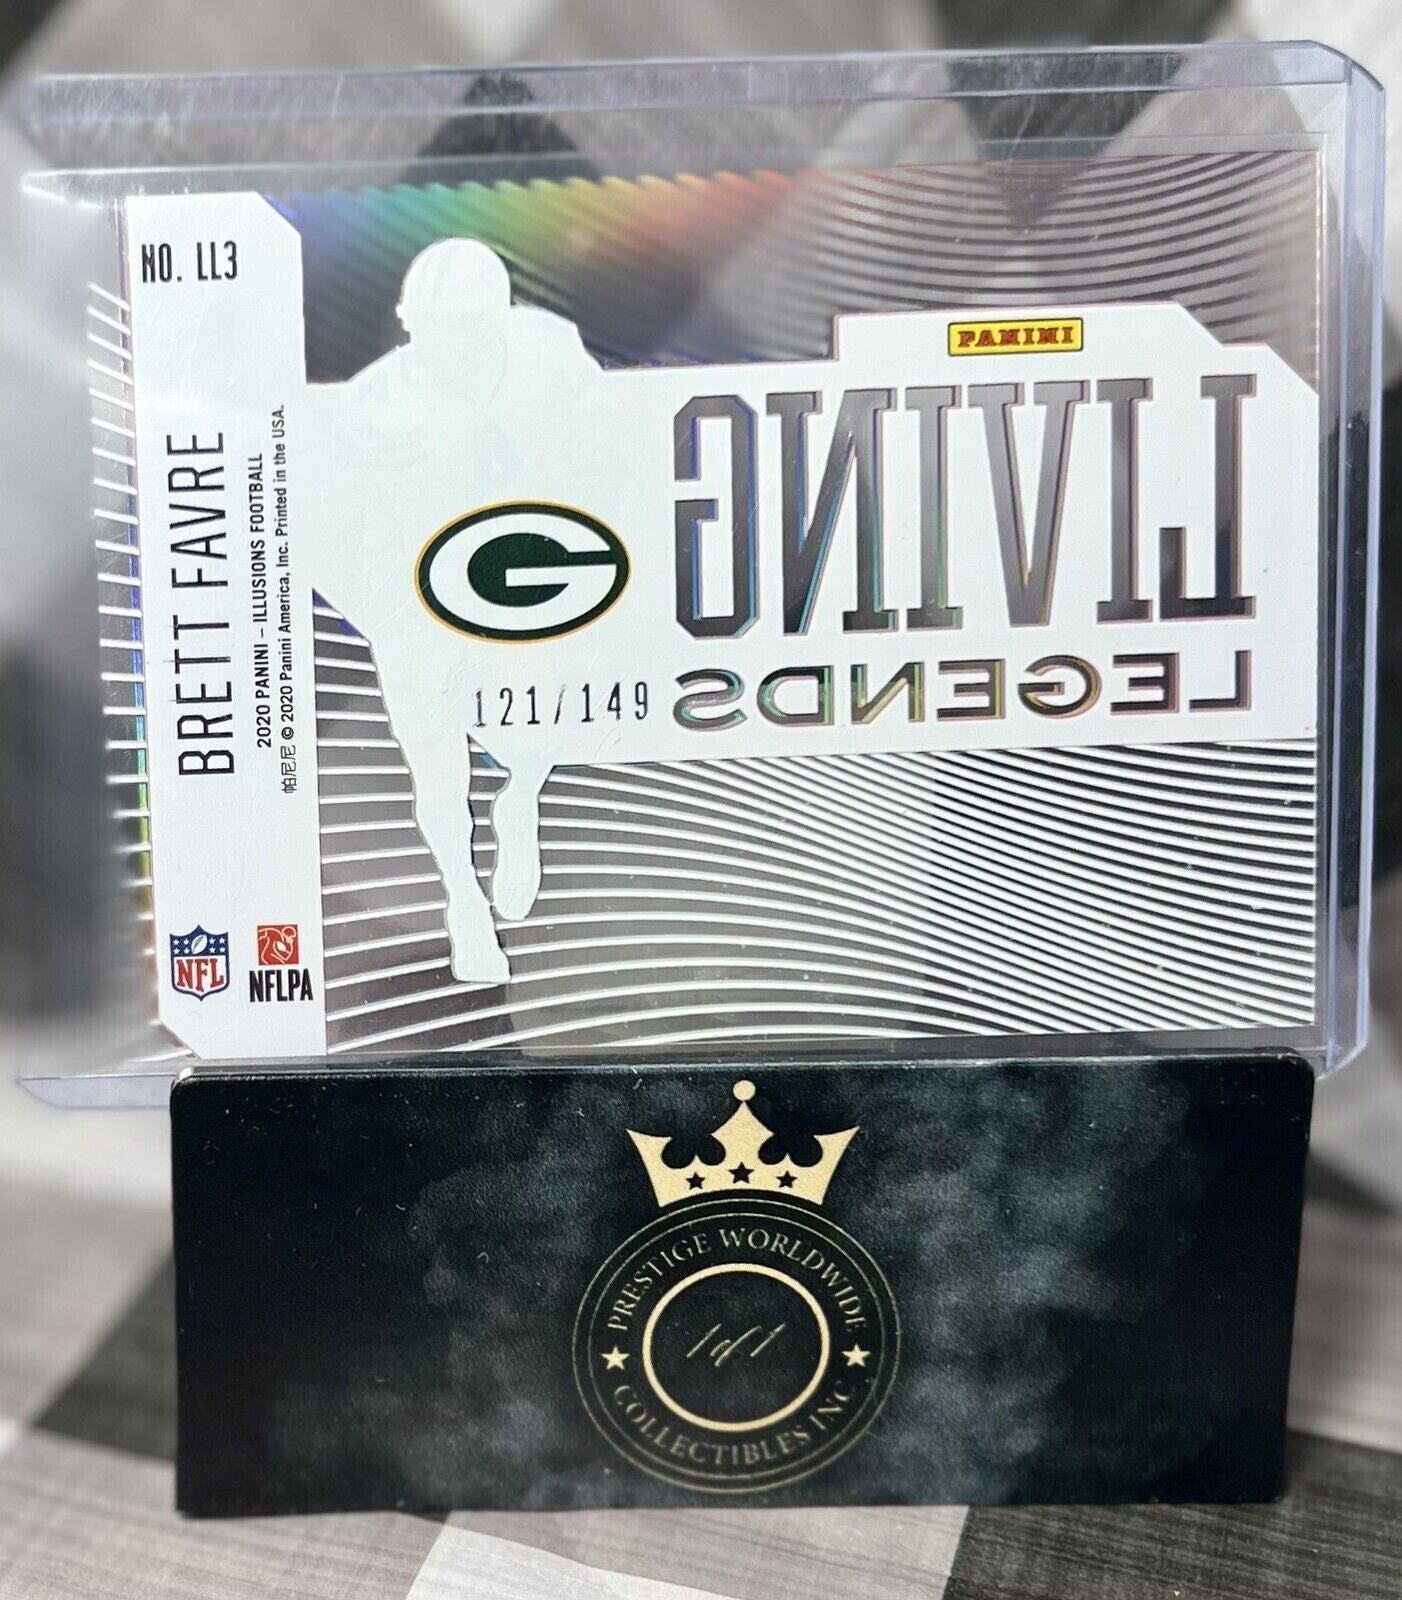 NO. LL3
BRETT FAVRE
2020 PANINI – ILLUSIONS FOOTBALL
帕尼尼 © 2020 Panini America, Inc. Printed in the USA.
NFL
NFLPA
PANINI
LIVING
LEGENDS
G
121/149
PRESTIGE WORLDWIDE
1 of 1
COLLECTIBLES INC